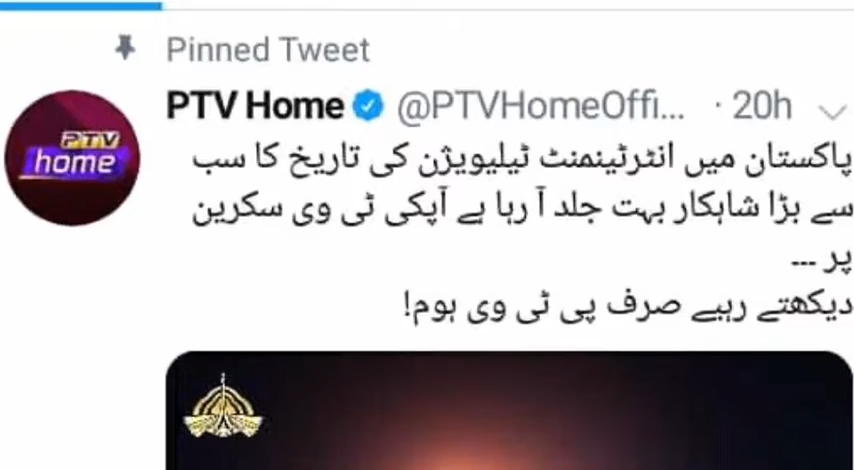 Pinned Tweet
PTV Home @PTVHomeOffi... · 20h
PTV
home
پاکستان میں انٹرٹینمنٹ ٹیلیویژن کی تاریخ کا سب
سے بڑا شاہکار بہت جلد آ رہا ہے آپکی ٹی وی سکرین
پر ---
دیکھتے رہیے صرف پی ٹی وی ہوم!